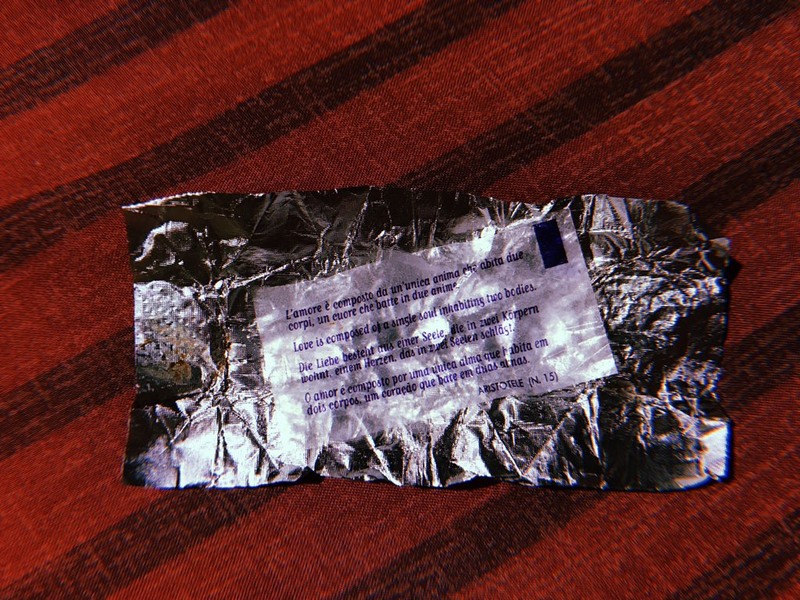 L'amore è composto da un'unica anima che abita due
corpi, un cuore che batte in due anime.
Love is composed of a single soul inhabiting two bodies.
Die Liebe besteht aus einer Seele, die in zwei Körpern
wohnt, einem Herzen, das in zwei Seelen schlägt.
O amor é composto por uma única alma que habita em
dois corpos, um coração que bate em duas almas.
ARISTOTELE (N. 15)